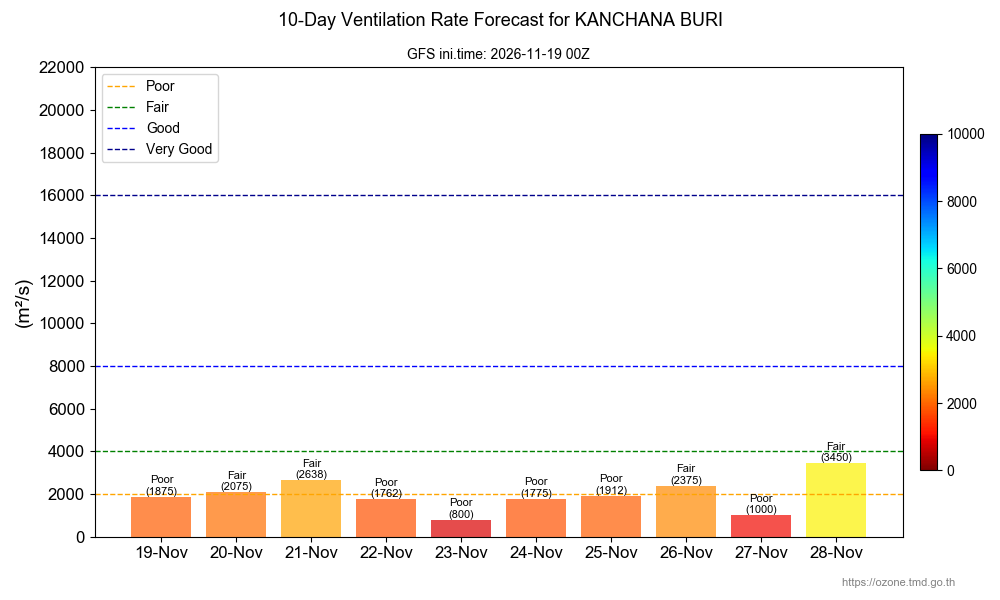 10-Day Ventilation Rate Forecast for KANCHANA BURI
GFS ini.time: 2026-11-19 00Z
Poor
Fair
Good
Very Good
(m²/s)
22000
20000
18000
16000
14000
12000
10000
8000
6000
4000
2000
0
Poor
(1875)
Fair
(2075)
Fair
(2638)
Poor
(1762)
Poor
(800)
Poor
(1775)
Poor
(1912)
Fair
(2375)
Poor
(1000)
Fair
(3450)
19-Nov
20-Nov
21-Nov
22-Nov
23-Nov
24-Nov
25-Nov
26-Nov
27-Nov
28-Nov
10000
8000
6000
4000
2000
0
https://ozone.tmd.go.th